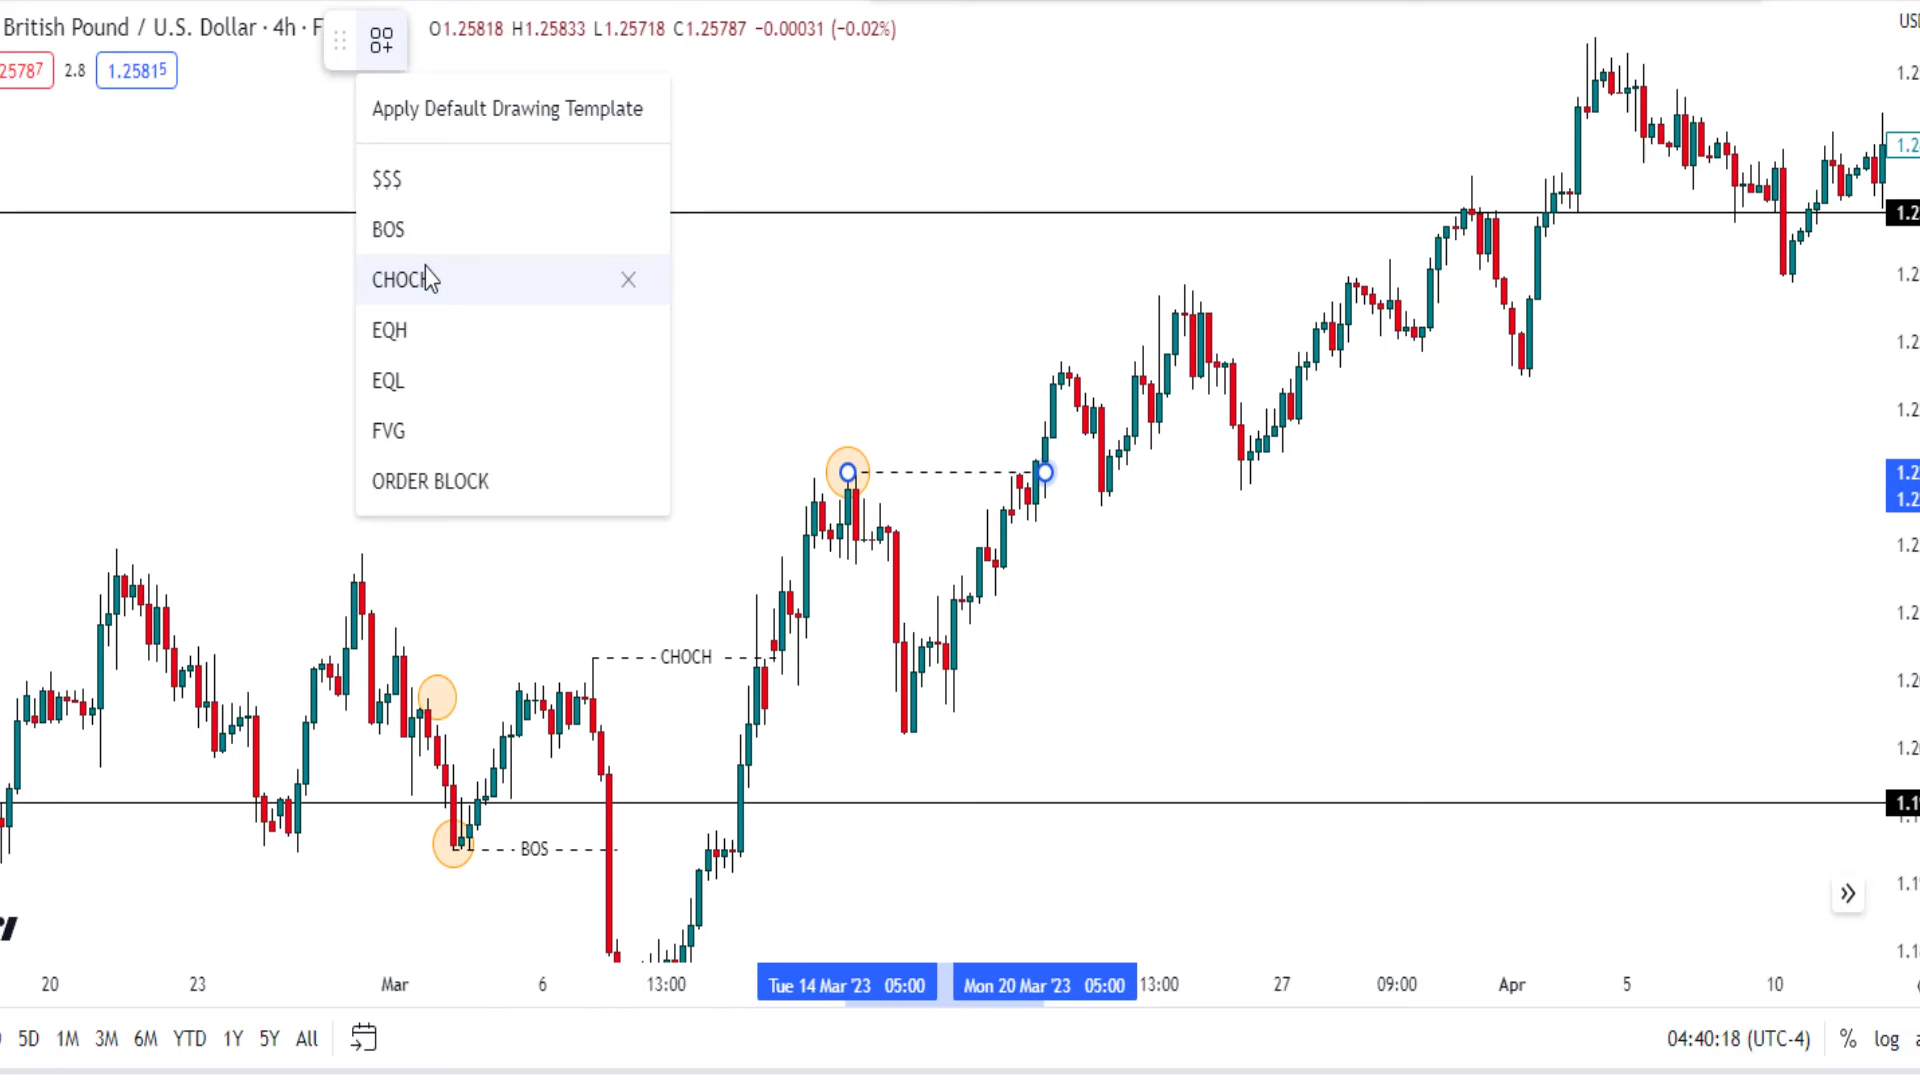 British Pound / U.S. Dollar · 4h · F
O1.25818 H1.25833 L1.25718 C1.25787 −0.00031 (−0.02%)
25787 2.8 1.25815
Apply Default Drawing Template
$$$
BOS
CHOCH
EQH
EQL
FVG
ORDER BLOCK
CHOCH
BOS
20 23 Mar 6 13:00 Tue 14 Mar '23 05:00 Mon 20 Mar '23 05:00 13:00 27 09:00 Apr 5 10
5D 1M 3M 6M YTD 1Y 5Y All
04:40:18 (UTC-4) % log